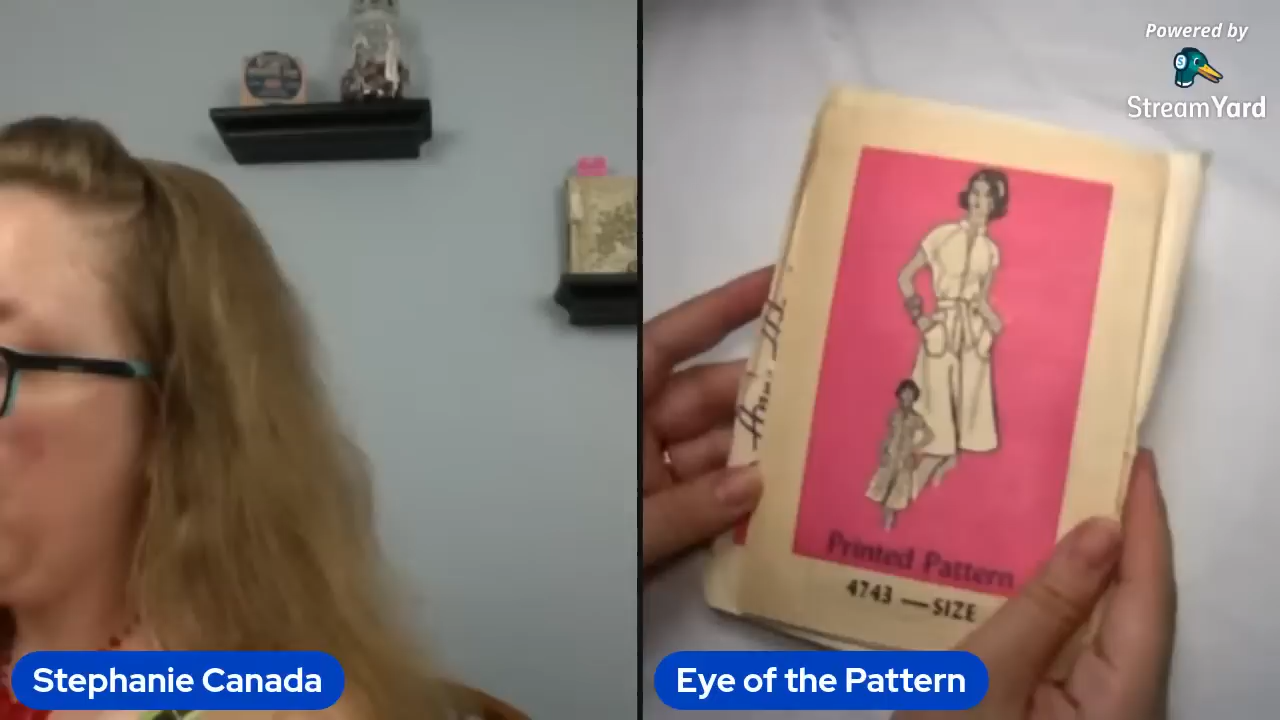 Powered by
StreamYard
Printed Pattern
4743 — SIZE
Stephanie Canada
Eye of the Pattern